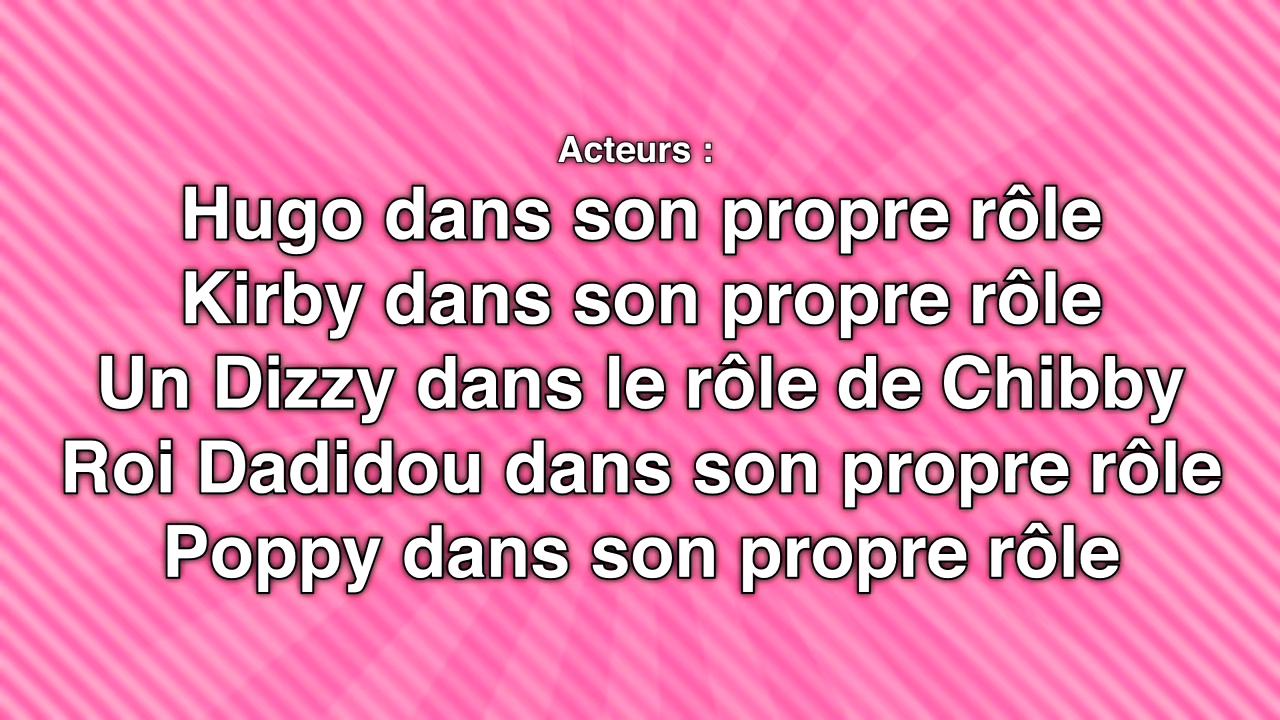 Acteurs :
Hugo dans son propre rôle
Kirby dans son propre rôle
Un Dizzy dans le rôle de Chibby
Roi Dadidou dans son propre rôle
Poppy dans son propre rôle